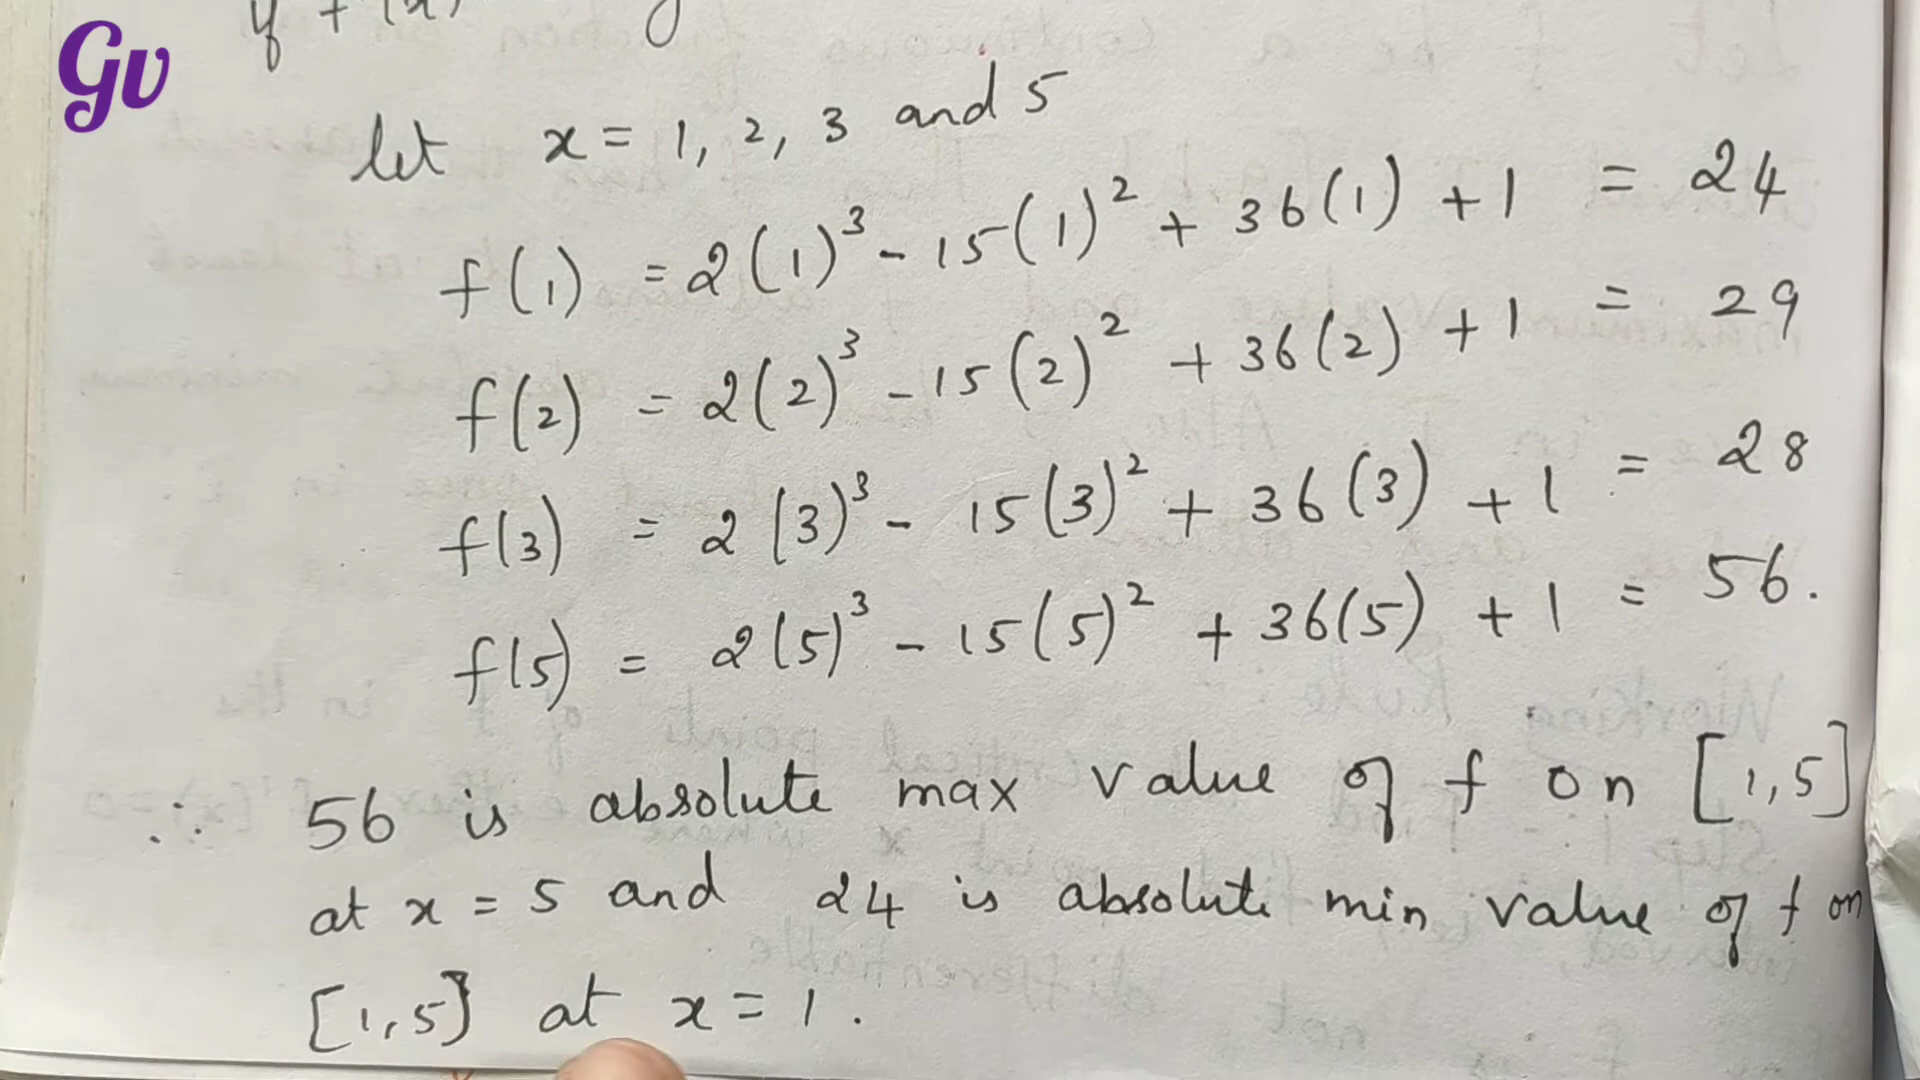 Gv
let x = 1, 2, 3 and 5
f(1) = 2(1)³ - 15(1)² + 36(1) + 1 = 24
f(2) = 2(2)³ - 15(2)² + 36(2) + 1 = 29
f(3) = 2(3)³ - 15(3)² + 36(3) + 1 = 28
f(5) = 2(5)³ - 15(5)² + 36(5) + 1 = 56.
∴ 56 is absolute max value of f on [1,5]
at x = 5 and 24 is absolute min value of f on
[1,5] at x = 1.